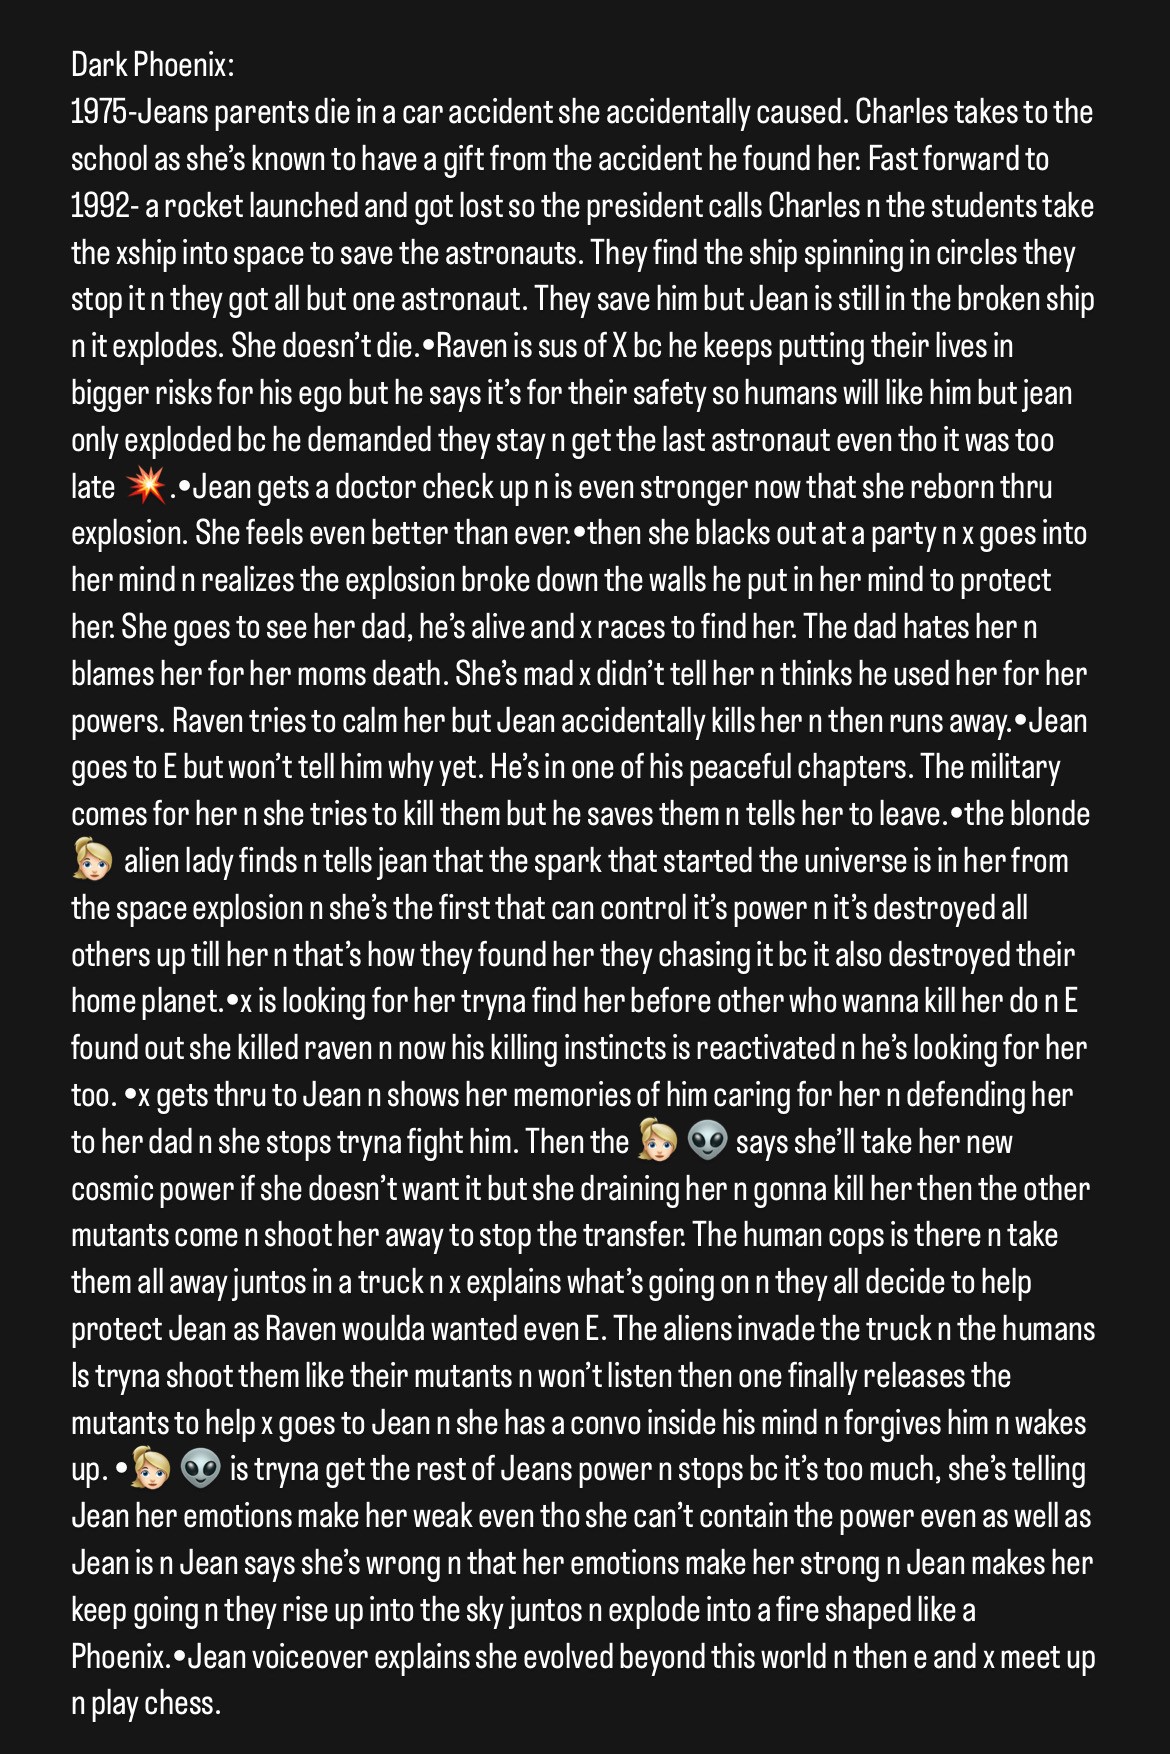 Dark Phoenix:
1975-Jeans parents die in a car accident she accidentally caused. Charles takes to the
school as she's known to have a gift from the accident he found her. Fast forward to
1992- a rocket launched and got lost so the president calls Charles n the students take
the xship into space to save the astronauts. They find the ship spinning in circles they
stop it n they got all but one astronaut. They save him but Jean is still in the broken ship
n it explodes. She doesn't die.•Raven is sus of X bc he keeps putting their lives in
bigger risks for his ego but he says it's for their safety so humans will like him but jean
only exploded bc he demanded they stay n get the last astronaut even tho it was too
late 💥.•Jean gets a doctor check up n is even stronger now that she reborn thru
explosion. She feels even better than ever.•then she blacks out at a party n x goes into
her mind n realizes the explosion broke down the walls he put in her mind to protect
her. She goes to see her dad, he's alive and x races to find her. The dad hates her n
blames her for her moms death. She's mad x didn't tell her n thinks he used her for her
powers. Raven tries to calm her but Jean accidentally kills her n then runs away.•Jean
goes to E but won't tell him why yet. He's in one of his peaceful chapters. The military
comes for her n she tries to kill them but he saves them n tells her to leave.•the blonde
👱🏻‍♀️ alien lady finds n tells jean that the spark that started the universe is in her from
the space explosion n she's the first that can control it's power n it's destroyed all
others up till her n that's how they found her they chasing it bc it also destroyed their
home planet.•x is looking for her tryna find her before other who wanna kill her do n E
found out she killed raven n now his killing instincts is reactivated n he's looking for her
too. •x gets thru to Jean n shows her memories of him caring for her n defending her
to her dad n she stops tryna fight him. Then the 👱🏻‍♀️ 👽 says she'll take her new
cosmic power if she doesn't want it but she draining her n gonna kill her then the other
mutants come n shoot her away to stop the transfer. The human cops is there n take
them all away juntos in a truck n x explains what's going on n they all decide to help
protect Jean as Raven woulda wanted even E. The aliens invade the truck n the humans
Is tryna shoot them like their mutants n won't listen then one finally releases the
mutants to help x goes to Jean n she has a convo inside his mind n forgives him n wakes
up. •👱🏻‍♀️ 👽 is tryna get the rest of Jeans power n stops bc it's too much, she's telling
Jean her emotions make her weak even tho she can't contain the power even as well as
Jean is n Jean says she's wrong n that her emotions make her strong n Jean makes her
keep going n they rise up into the sky juntos n explode into a fire shaped like a
Phoenix.•Jean voiceover explains she evolved beyond this world n then e and x meet up
n play chess.